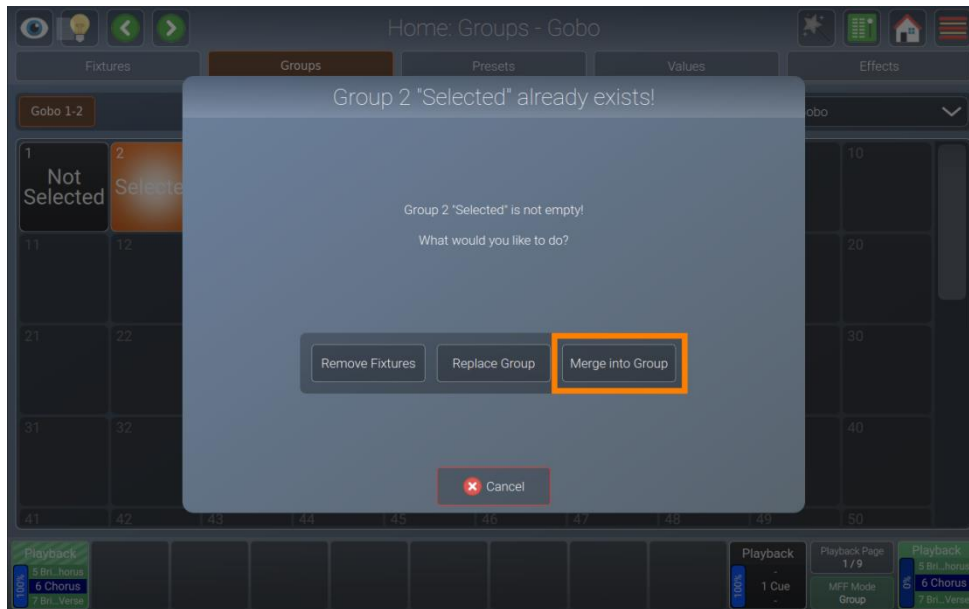 Home: Groups - Gobo
Fixtures
Groups
Presets
Values
Effects
Gobo 1-2
obo
Group 2 "Selected" already exists!
Group 2 "Selected" is not empty!
What would you like to do?
Remove Fixtures
Replace Group
Merge into Group
Cancel
1
Not
Selected
2
Selecte
10
11
12
20
21
22
30
31
32
40
41
42
43
44
45
46
47
48
49
50
Playback
5 Bri...horus
6 Chorus
7 Bri...Verse
100%
Playback
-
1 Cue
-
100%
Playback Page
1 / 9
MFF Mode
Group
Playback
5 Bri...horus
6 Chorus
7 Bri...Verse
0%